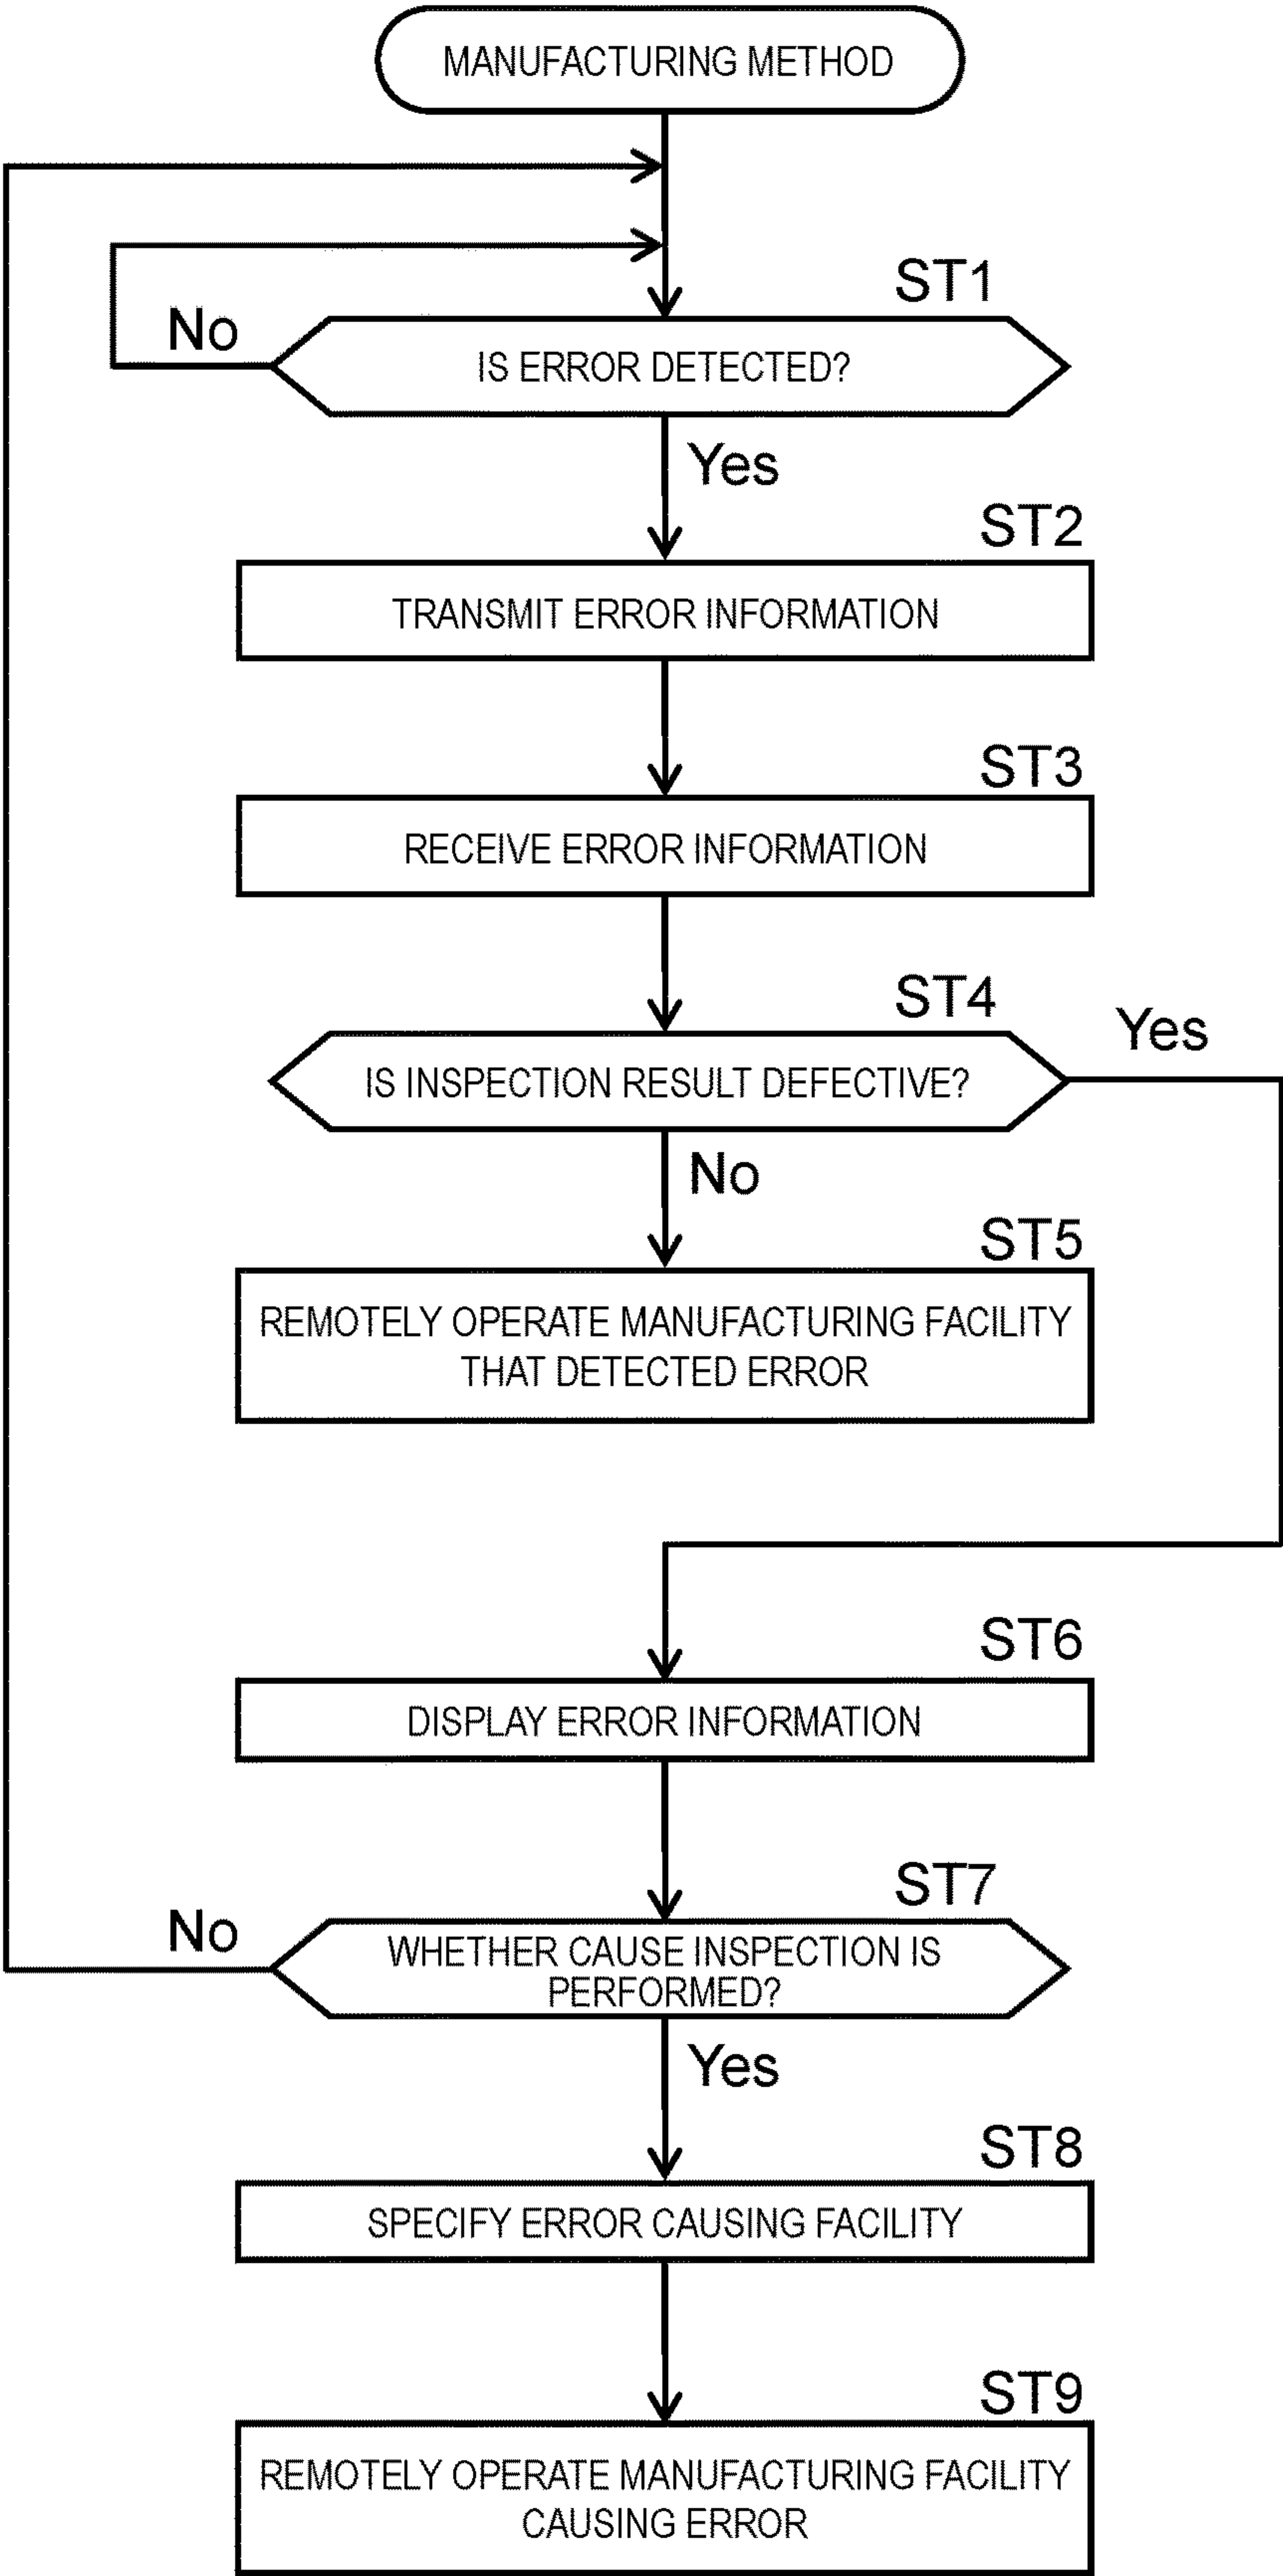 MANUFACTURING METHOD
ST1
No
IS ERROR DETECTED?
Yes
ST2
TRANSMIT ERROR INFORMATION
ST3
RECEIVE ERROR INFORMATION
ST4
Yes
IS INSPECTION RESULT DEFECTIVE?
No
ST5
REMOTELY OPERATE MANUFACTURING FACILITY
THAT DETECTED ERROR
ST6
DISPLAY ERROR INFORMATION
ST7
No
WHETHER CAUSE INSPECTION IS
PERFORMED?
Yes
ST8
SPECIFY ERROR CAUSING FACILITY
ST9
REMOTELY OPERATE MANUFACTURING FACILITY
CAUSING ERROR